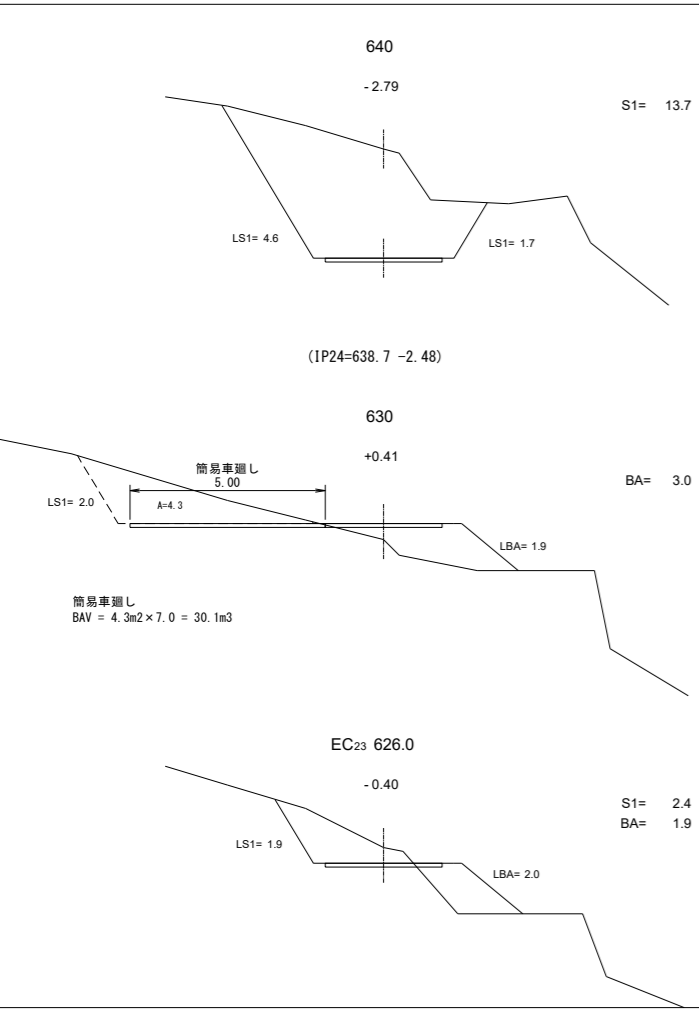 640
-2.79
S1= 13.7
LS1= 4.6
LS1= 1.7
(IP24=638.7 -2.48)
630
+0.41
BA= 3.0
簡易車廻し
5.00
LS1= 2.0
A=4.3
LBA= 1.9
簡易車廻し
BAV = 4.3m2×7.0 = 30.1m3
EC23 626.0
-0.40
S1= 2.4
BA= 1.9
LS1= 1.9
LBA= 2.0